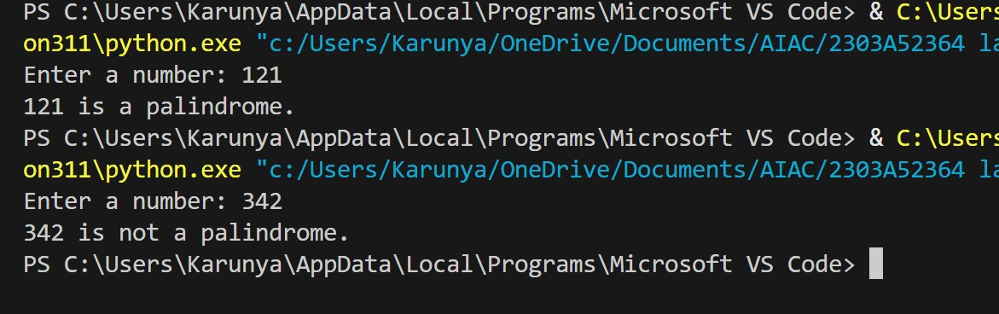 PS C:\Users\Karunya\AppData\Local\Programs\Microsoft VS Code> & C:\Users
on311\python.exe "c:/Users/Karunya/OneDrive/Documents/AIAC/2303A52364 la
Enter a number: 121
121 is a palindrome.
PS C:\Users\Karunya\AppData\Local\Programs\Microsoft VS Code> & C:\Users
on311\python.exe "c:/Users/Karunya/OneDrive/Documents/AIAC/2303A52364 la
Enter a number: 342
342 is not a palindrome.
PS C:\Users\Karunya\AppData\Local\Programs\Microsoft VS Code>